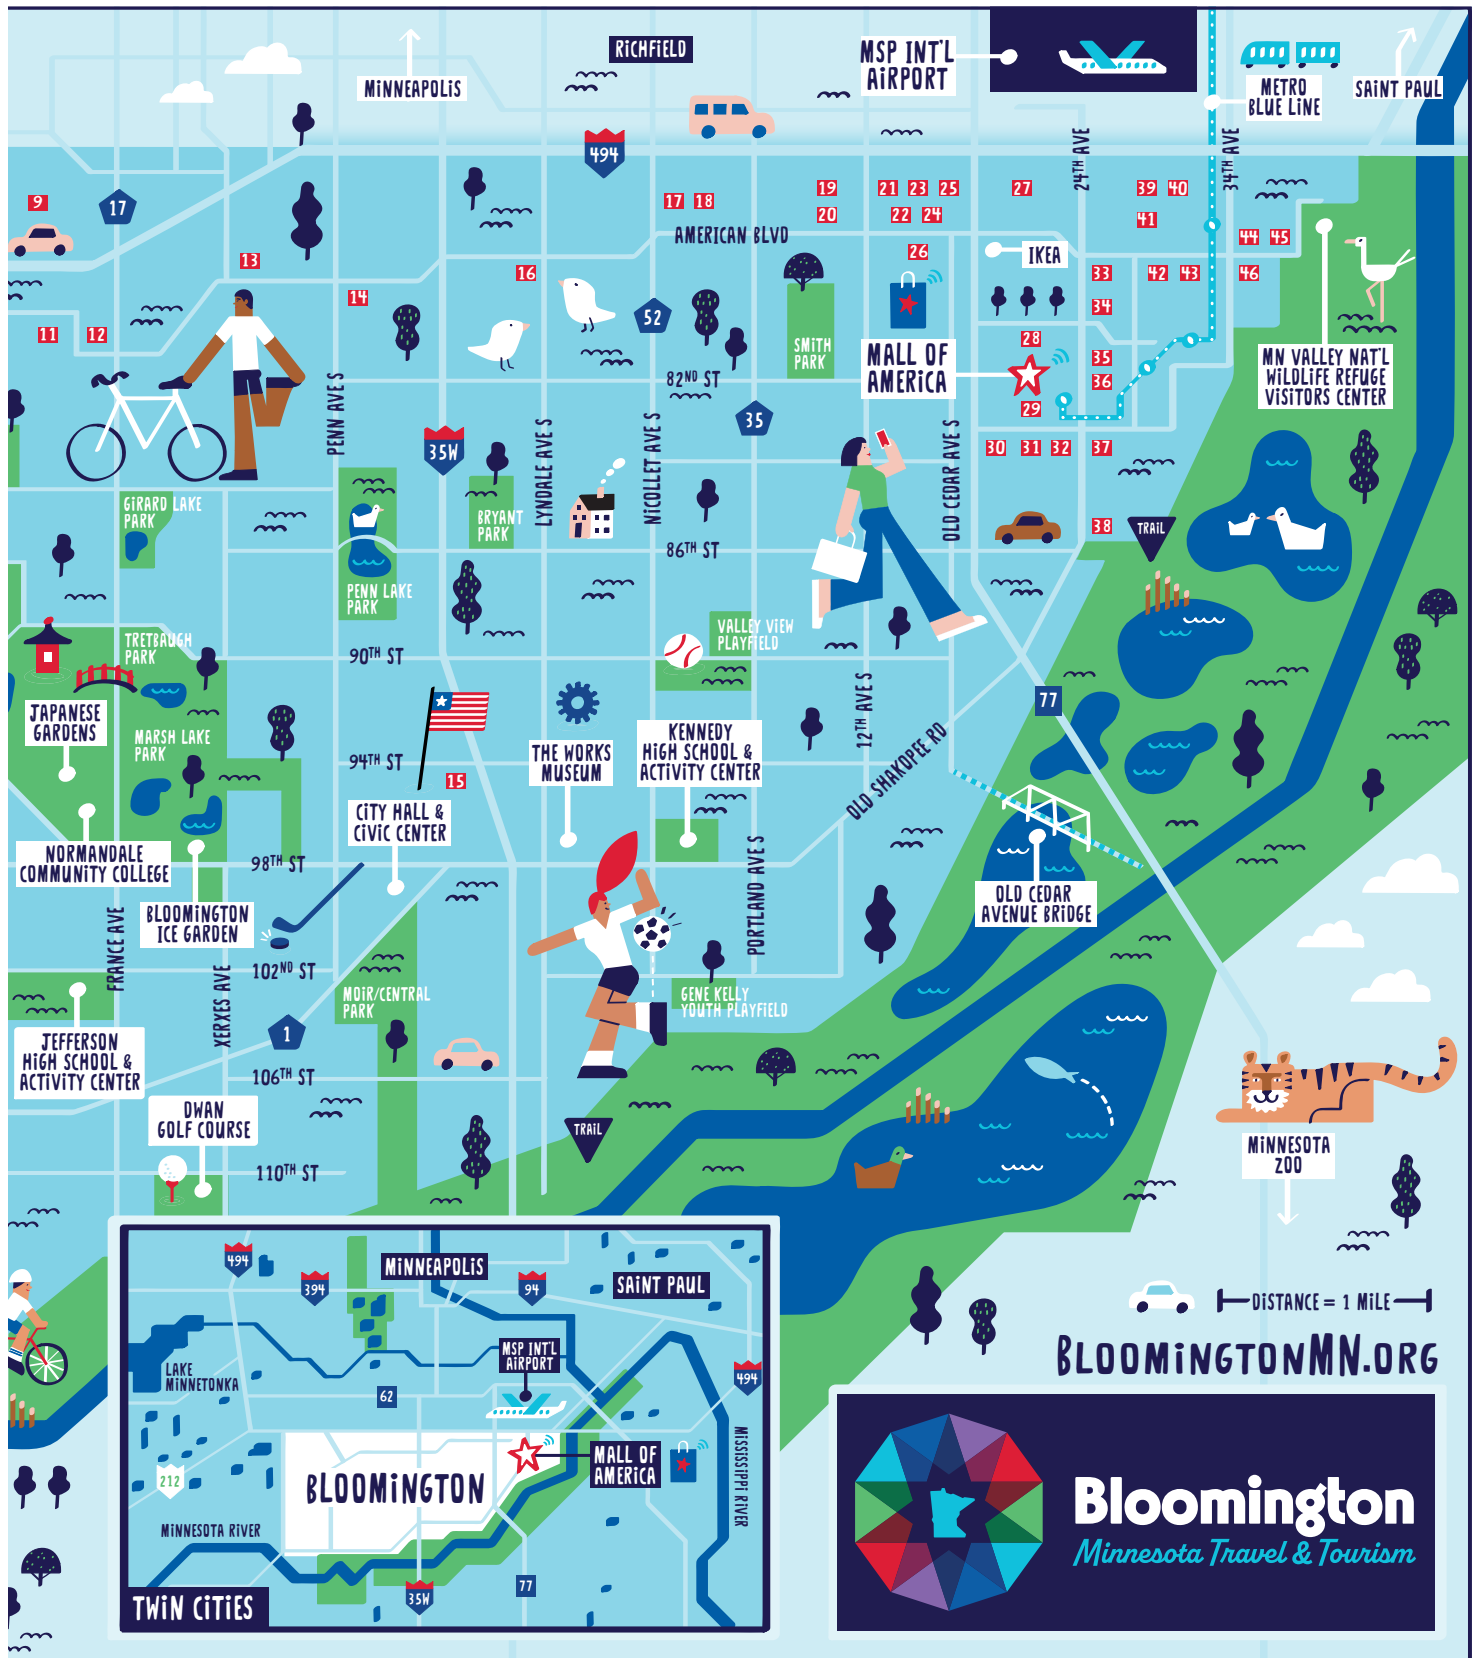 RICHFIELD
MINNEAPOLIS
MSP INT'L
AIRPORT
METRO
BLUE LINE
SAINT PAUL
494
24TH AVE
34TH AVE
9
17
17 18
19
20
21 23 25
22 24
26
27
39 40
41
44 45
46
AMERICAN BLVD
IKEA
13
14
16
33
34
42 43
11 12
52
SMITH
PARK
MALL OF
AMERICA
28
29
35
36
MN VALLEY NAT'L
WILDLIFE REFUGE
VISITORS CENTER
82ND ST
35
PENN AVE S
35W
LYNDALE AVE S
NICOLLET AVE S
OLD CEDAR AVE S
30 31 32 37
38
TRAIL
GIRARD LAKE
PARK
BRYANT
PARK
86TH ST
PENN LAKE
PARK
TRETBAUGH
PARK
VALLEY VIEW
PLAYFIELD
90TH ST
JAPANESE
GARDENS
MARSH LAKE
PARK
77
12TH AVE S
OLD SHAKOPEE RD
THE WORKS
MUSEUM
KENNEDY
HIGH SCHOOL &
ACTIVITY CENTER
94TH ST
15
CITY HALL &
CIVIC CENTER
NORMANDALE
COMMUNITY COLLEGE
98TH ST
PORTLAND AVE S
OLD CEDAR
AVENUE BRIDGE
BLOOMINGTON
ICE GARDEN
FRANCE AVE
XERXES AVE
102ND ST
MOIR/CENTRAL
PARK
GENE KELLY
YOUTH PLAYFIELD
1
JEFFERSON
HIGH SCHOOL &
ACTIVITY CENTER
106TH ST
DWAN
GOLF COURSE
TRAIL
110TH ST
MINNESOTA
ZOO
494
394
MINNEAPOLIS
94
SAINT PAUL
MSP INT'L
AIRPORT
LAKE
MINNETONKA
62
494
212
BLOOMINGTON
MALL OF
AMERICA
MISSISSIPPI RIVER
MINNESOTA RIVER
35W
77
TWIN CITIES
DISTANCE = 1 MILE
BLOOMINGTONMN.ORG
Bloomington
Minnesota Travel & Tourism